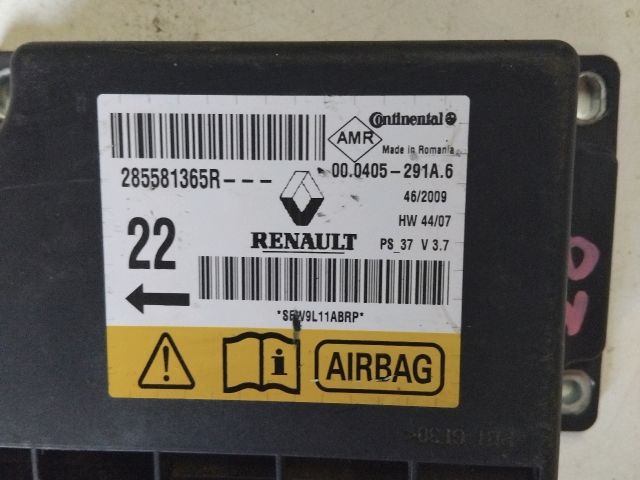 Continental
AMR
Made in Romania
285581365R---
00.0405-291A.6
46/2009
HW 44/07
22
RENAULT
PS_37 V 3.7
AIRBAG